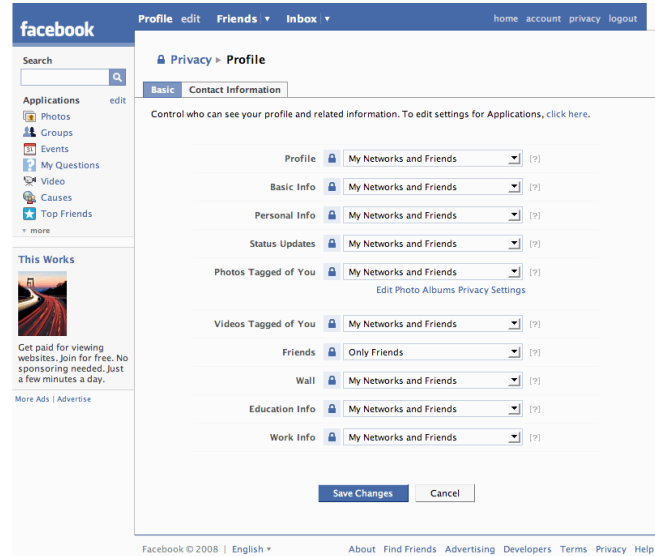 facebook
Profile edit Friends ▾ Inbox ▾ home account privacy logout
Search
Applications edit
Photos
Groups
31 Events
? My Questions
Video
Causes
Top Friends
▾ more
This Works
Get paid for viewing
websites. Join for free. No
sponsoring needed. Just
a few minutes a day.
More Ads | Advertise
Privacy ▸ Profile
Basic Contact Information
Control who can see your profile and related information. To edit settings for Applications, click here.
Profile My Networks and Friends [?]
Basic Info My Networks and Friends [?]
Personal Info My Networks and Friends [?]
Status Updates My Networks and Friends [?]
Photos Tagged of You My Networks and Friends [?]
Edit Photo Albums Privacy Settings
Videos Tagged of You My Networks and Friends [?]
Friends Only Friends [?]
Wall My Networks and Friends [?]
Education Info My Networks and Friends [?]
Work Info My Networks and Friends [?]
Save Changes Cancel
Facebook © 2008 | English ▾ About Find Friends Advertising Developers Terms Privacy Help